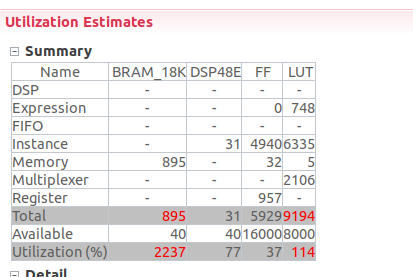 Utilization Estimates
Summary
Name BRAM_18K DSP48E FF LUT
DSP - - - -
Expression - - 0 748
FIFO - - - -
Instance - 31 4940 6335
Memory 895 - 32 5
Multiplexer - - - 2106
Register - - 957 -
Total 895 31 5929 9194
Available 40 40 16000 8000
Utilization (%) 2237 77 37 114
Detail